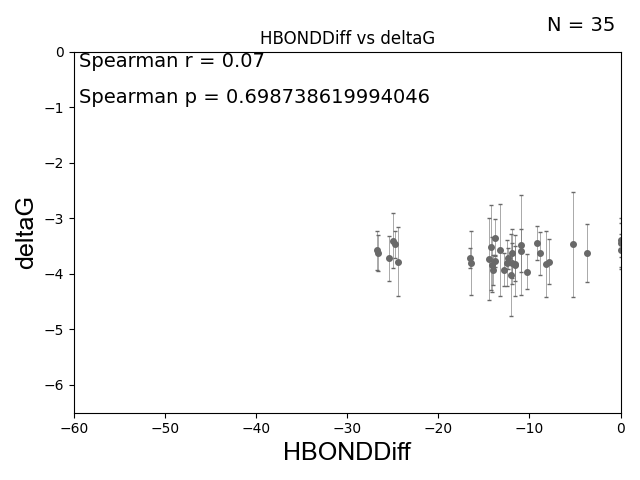 N = 35
HBONDDiff vs deltaG
Spearman r = 0.07
Spearman p = 0.698738619994046
0
−1
−2
−3
−4
−5
−6
deltaG
−60 −50 −40 −30 −20 −10 0
HBONDDiff